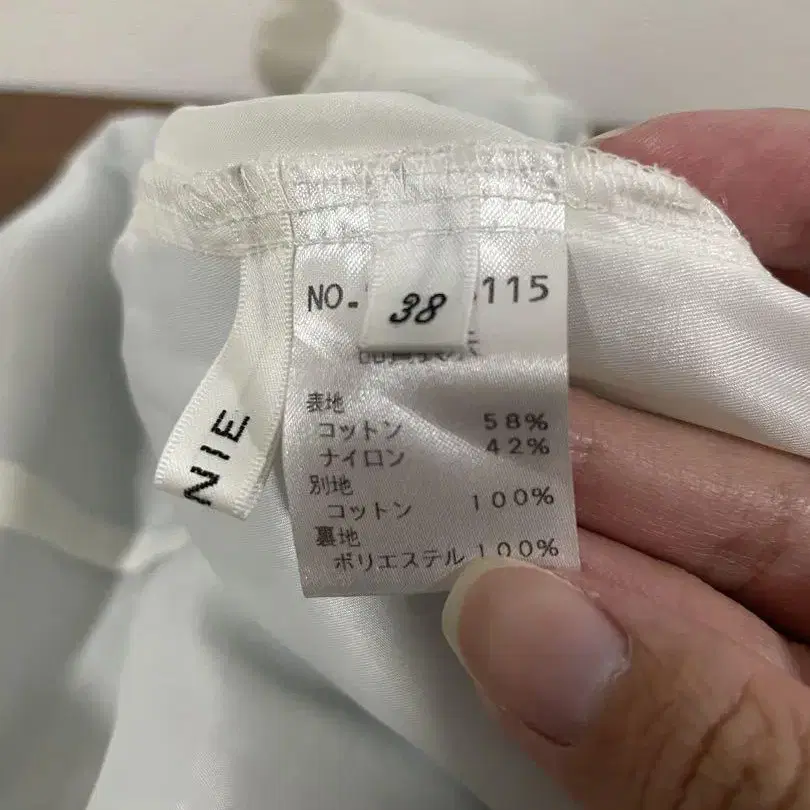 NO.
115
38
表地
コットン 58%
ナイロン 42%
別地
コットン 100%
裏地
ポリエステル 100%
NIE